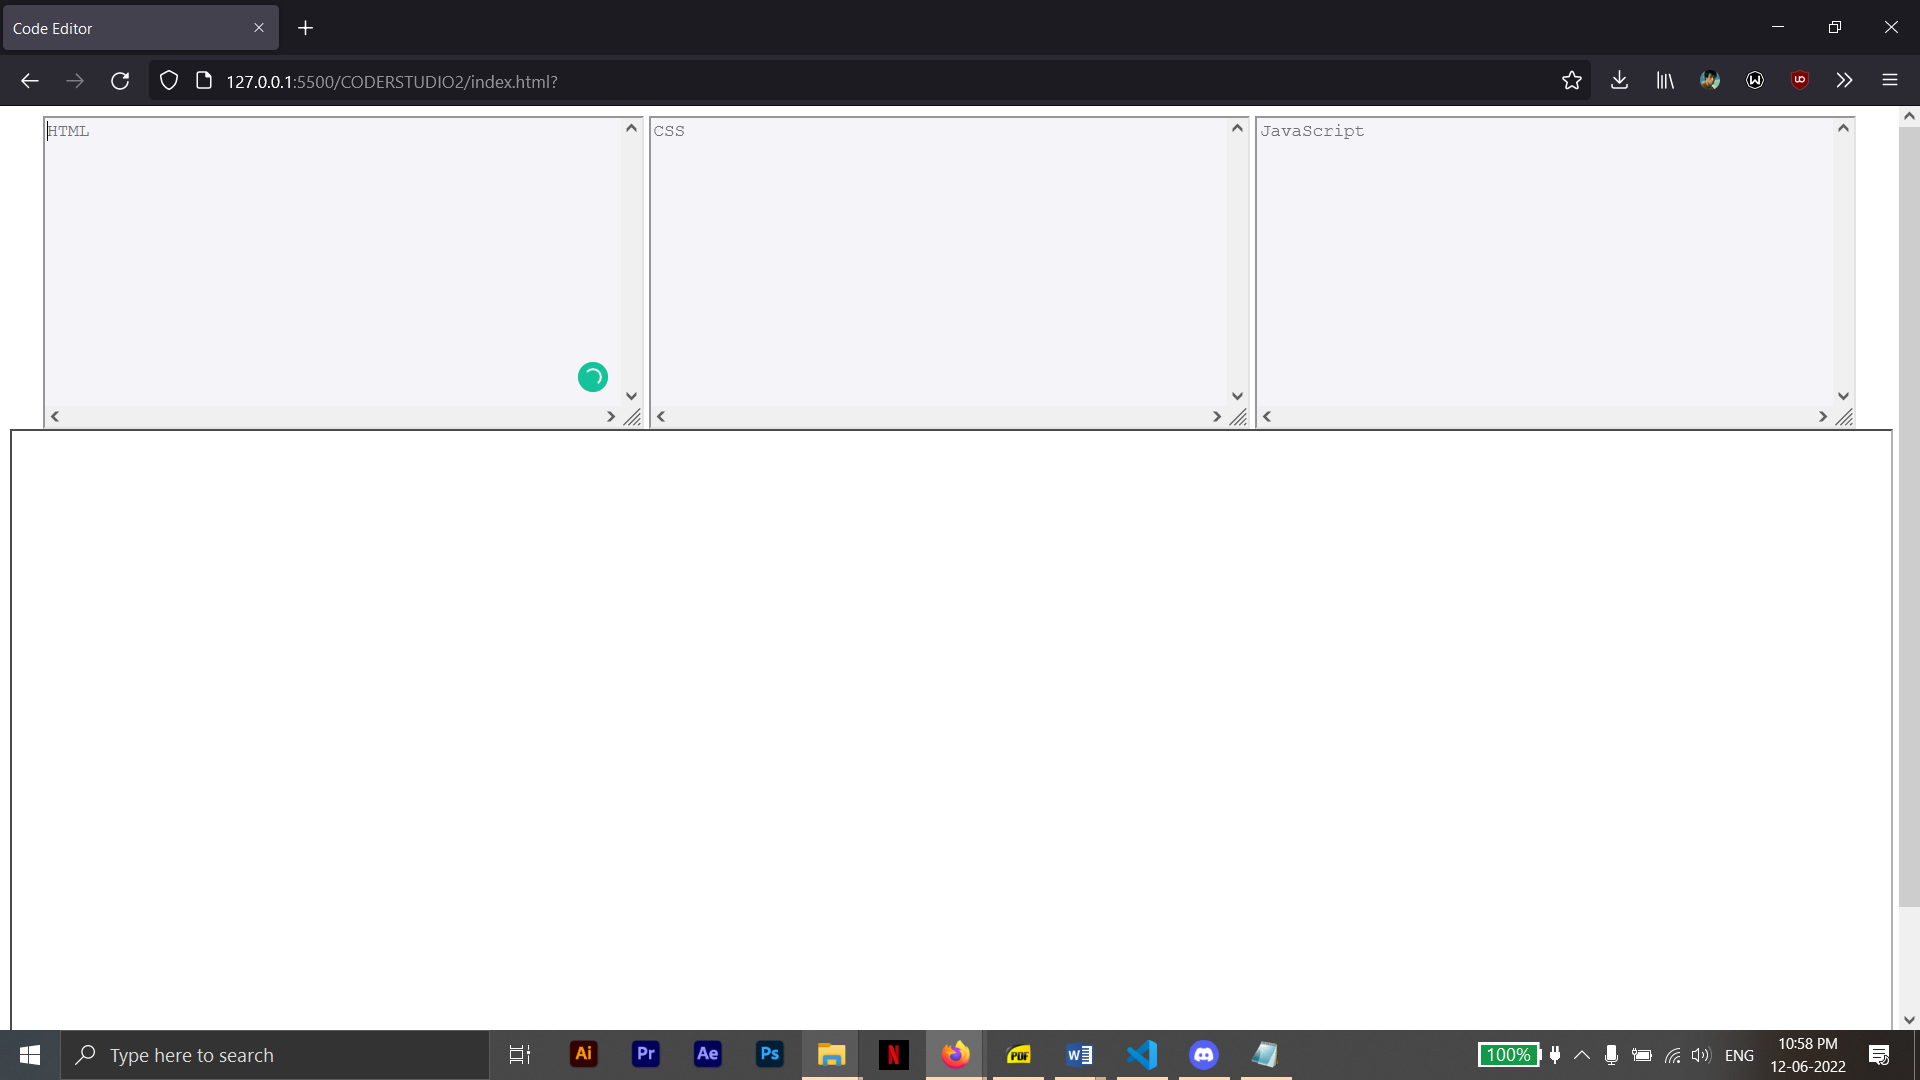 Code Editor
127.0.0.1:5500/CODERSTUDIO2/index.html?
HTML
CSS
JavaScript
Type here to search
Ai
Pr
Ae
Ps
N
PDF
W
100%
ENG
10:58 PM
12-06-2022